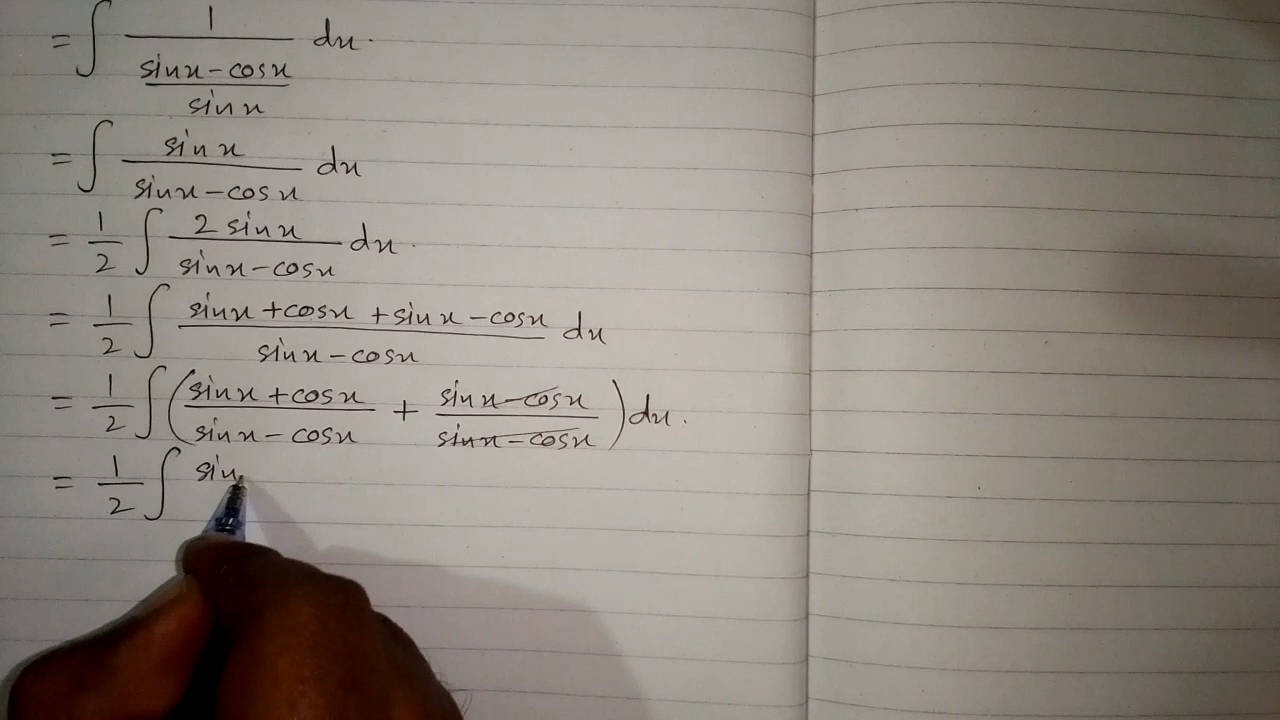 = ∫ 1 / ((sinx - cosx) / sinx) dx.
= ∫ sinx / (sinx - cosx) dx
= 1/2 ∫ 2 sinx / (sinx - cosx) dx.
= 1/2 ∫ (sinx + cosx + sinx - cosx) / (sinx - cosx) dx
= 1/2 ∫ ((sinx + cosx) / (sinx - cosx) + (sinx - cosx) / (sinx - cosx)) dx.
= 1/2 ∫ sin